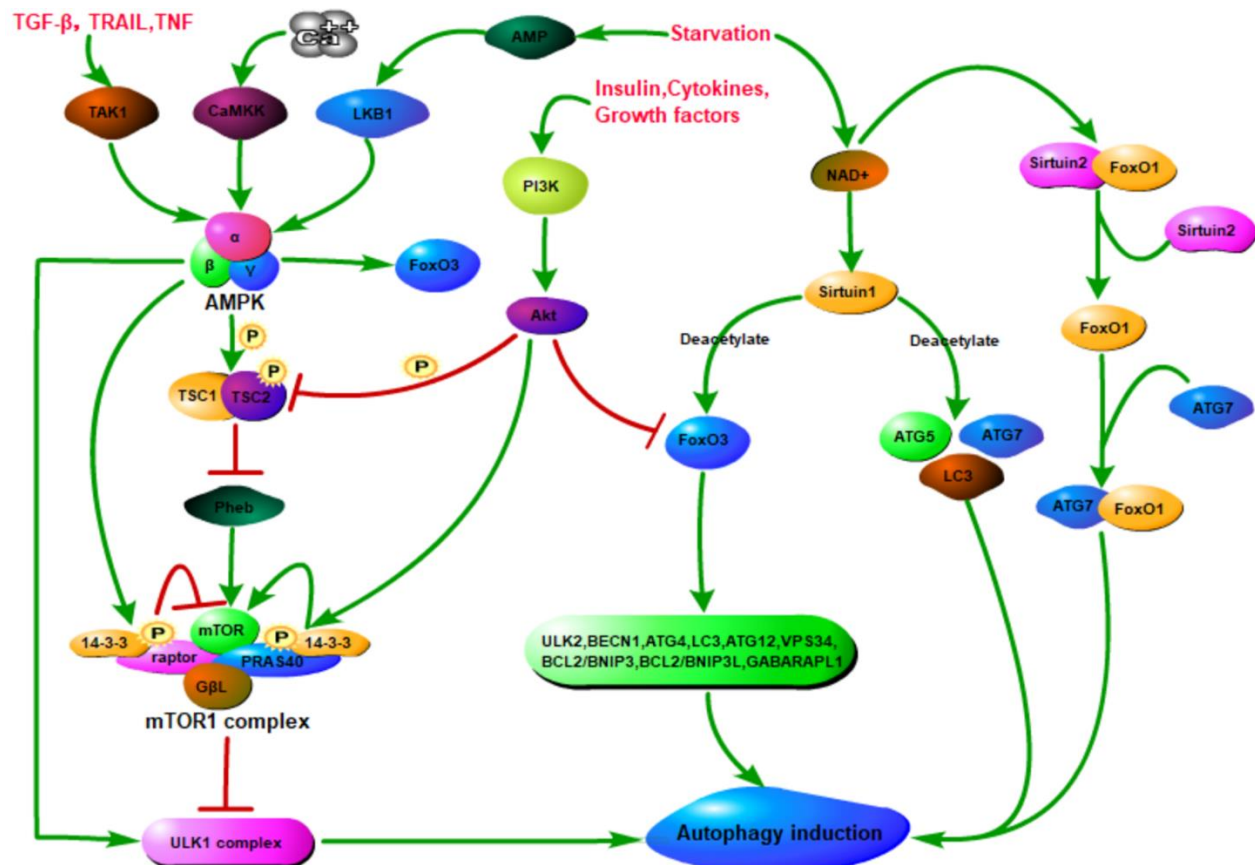 TGF-β, TRAIL,TNF
Ca++
AMP
Starvation
Insulin,Cytokines,
Growth factors
TAK1
CaMKK
LKB1
PI3K
NAD+
Sirtuin2
FoxO1
Sirtuin2
α
β
γ
AMPK
FoxO3
Sirtuin1
Akt
FoxO1
P
Deacetylate
Deacetylate
P
P
TSC1
TSC2
ATG7
FoxO3
ATG5
ATG7
LC3
Pheb
ATG7
FoxO1
14-3-3
P
mTOR
P
14-3-3
raptor
PRAS40
GβL
mTOR1 complex
ULK2,BECN1,ATG4,LC3,ATG12,VPS34,
BCL2/BNIP3,BCL2/BNIP3L,GABARAPL1
ULK1 complex
Autophagy induction